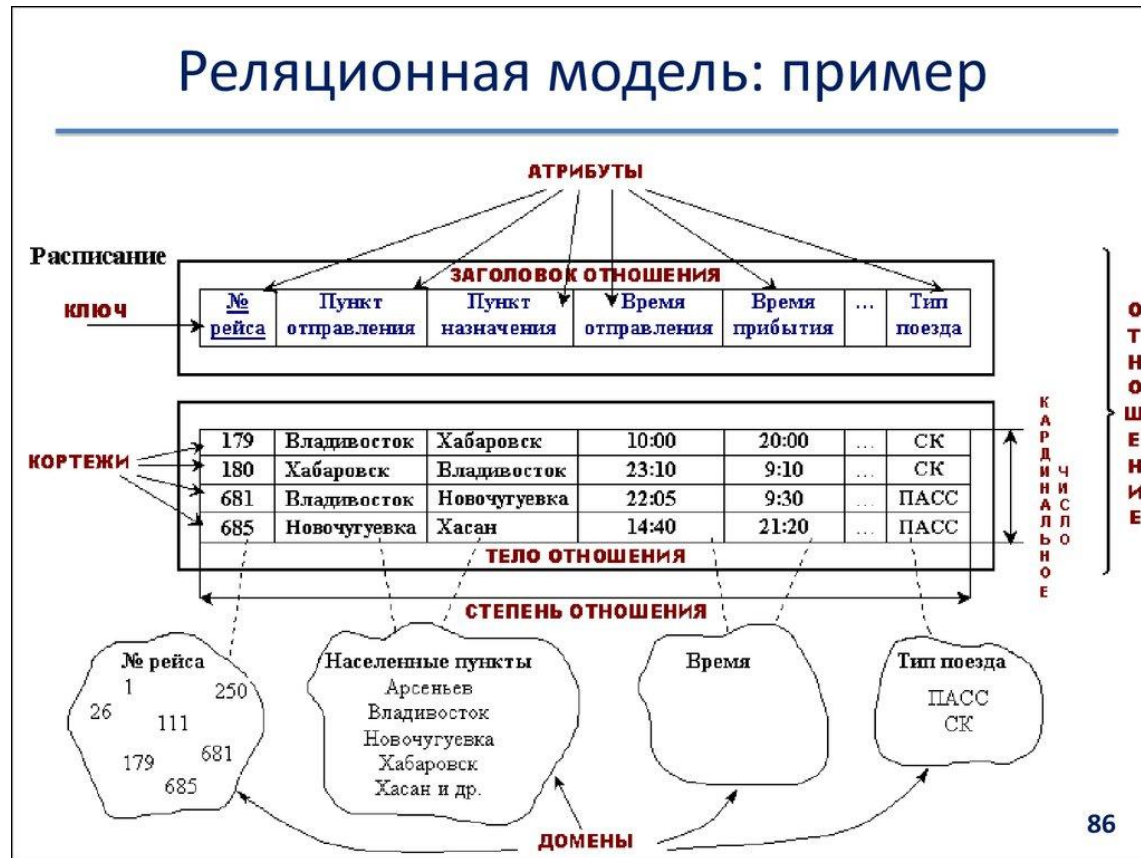 Реляционная модель: пример
АТРИБУТЫ
Расписание
ЗАГОЛОВОК ОТНОШЕНИЯ
КЛЮЧ
№ рейса
Пункт отправления
Пункт назначения
Время отправления
Время прибытия
...
Тип поезда
КОРТЕЖИ
179 Владивосток Хабаровск 10:00 20:00 ... СК
180 Хабаровск Владивосток 23:10 9:10 ... СК
681 Владивосток Новочугуевка 22:05 9:30 ... ПАСС
685 Новочугуевка Хасан 14:40 21:20 ... ПАСС
ТЕЛО ОТНОШЕНИЯ
КАРДИНАЛЬНОЕ
ЧИСЛО
ОТНОШЕНИЕ
СТЕПЕНЬ ОТНОШЕНИЯ
№ рейса
1
250
26
111
681
179
685
Населенные пункты
Арсеньев
Владивосток
Новочугуевка
Хабаровск
Хасан и др.
Время
Тип поезда
ПАСС
СК
ДОМЕНЫ
86